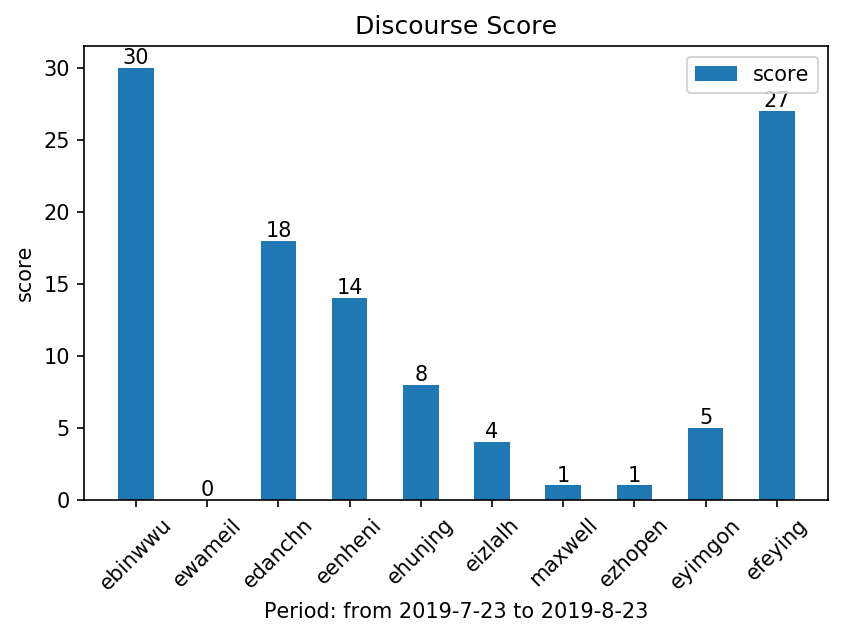 Discourse Score
score
30
27
18
14
8
4
1
1
5
0
score
30
25
20
15
10
5
0
ebinwwu
ewameil
edanchn
eenheni
ehunjng
eizlalh
maxwell
ezhopen
eyimgon
efeying
Period: from 2019-7-23 to 2019-8-23